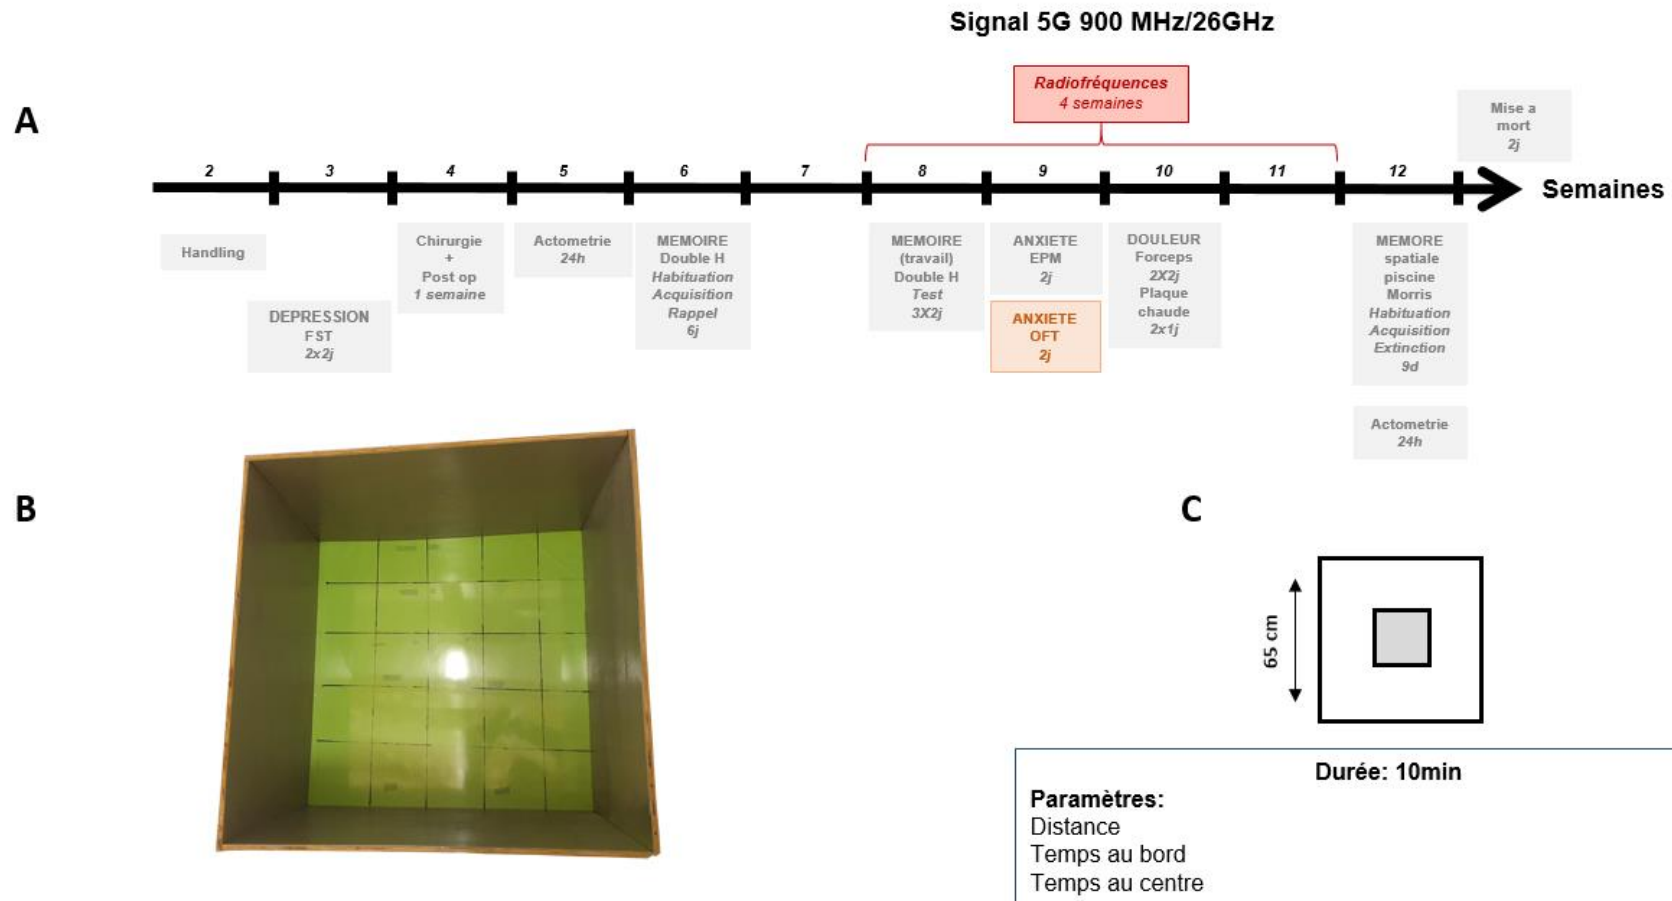 Signal 5G 900 MHz/26GHz
Radiofréquences
4 semaines
A
Mise a
mort
2j
2
3
4
5
6
7
8
9
10
11
12
Semaines
Handling
DEPRESSION
FST
2x2j
Chirurgie
+
Post op
1 semaine
Actometrie
24h
MEMOIRE
Double H
Habituation
Acquisition
Rappel
6j
MEMOIRE
(travail)
Double H
Test
3X2j
ANXIETE
EPM
2j
ANXIETE
OFT
2j
DOULEUR
Forceps
2X2j
Plaque
chaude
2x1j
MEMORE
spatiale
piscine
Morris
Habituation
Acquisition
Extinction
9d
Actometrie
24h
B
C
65 cm
Durée: 10min
Paramètres:
Distance
Temps au bord
Temps au centre